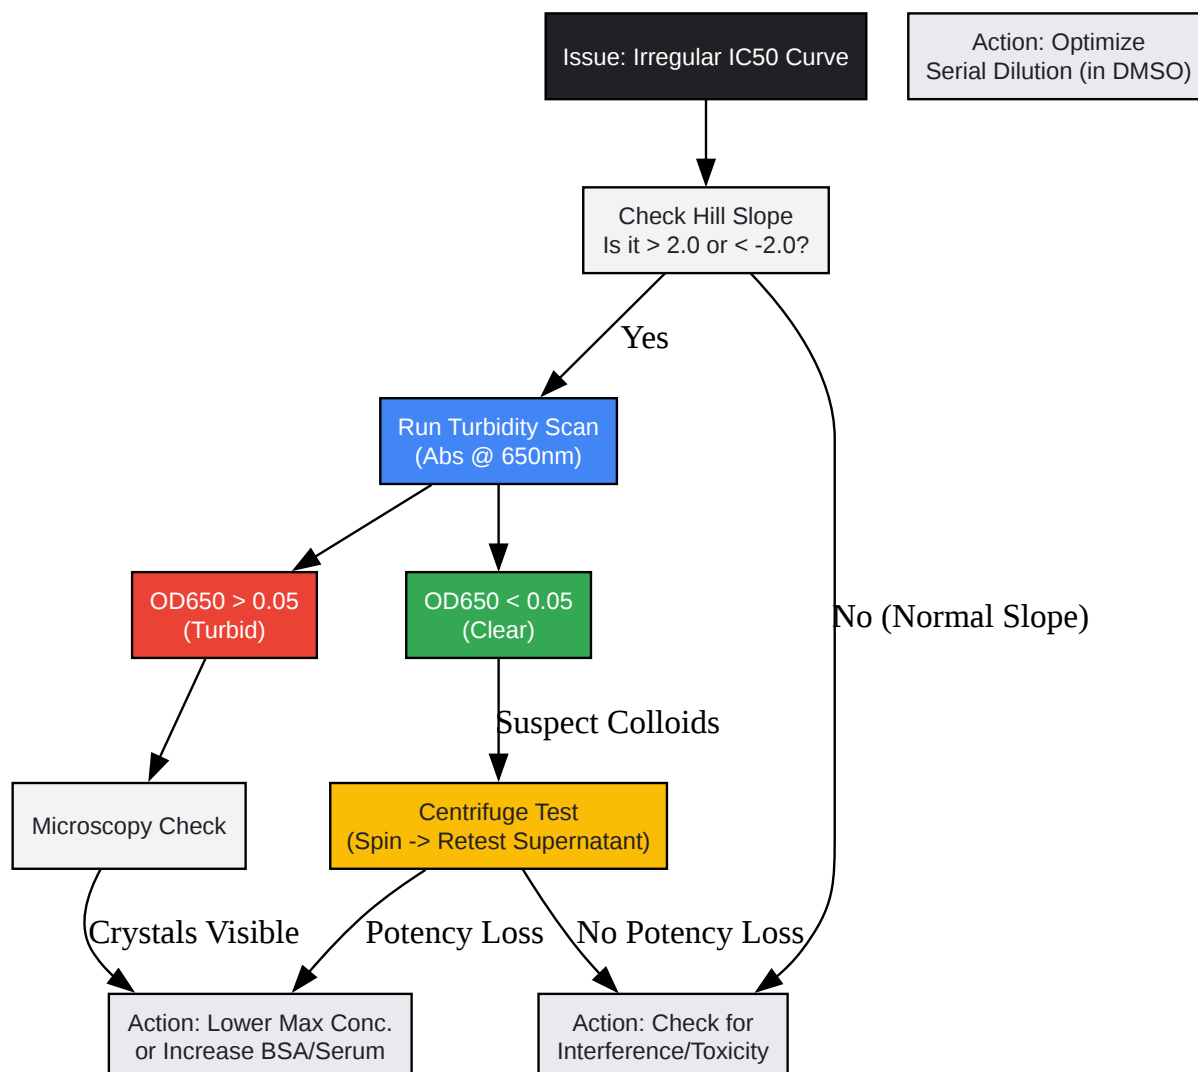 Issue: Irregular IC50 Curve
Action: Optimize
Serial Dilution (in DMSO)
Check Hill Slope
Is it > 2.0 or < -2.0?
Yes
Run Turbidity Scan
(Abs @ 650nm)
OD650 > 0.05
(Turbid)
OD650 < 0.05
(Clear)
No (Normal Slope)
Suspect Colloids
Microscopy Check
Centrifuge Test
(Spin -> Retest Supernatant)
Crystals Visible
Potency Loss
No Potency Loss
Action: Lower Max Conc.
or Increase BSA/Serum
Action: Check for
Interference/Toxicity